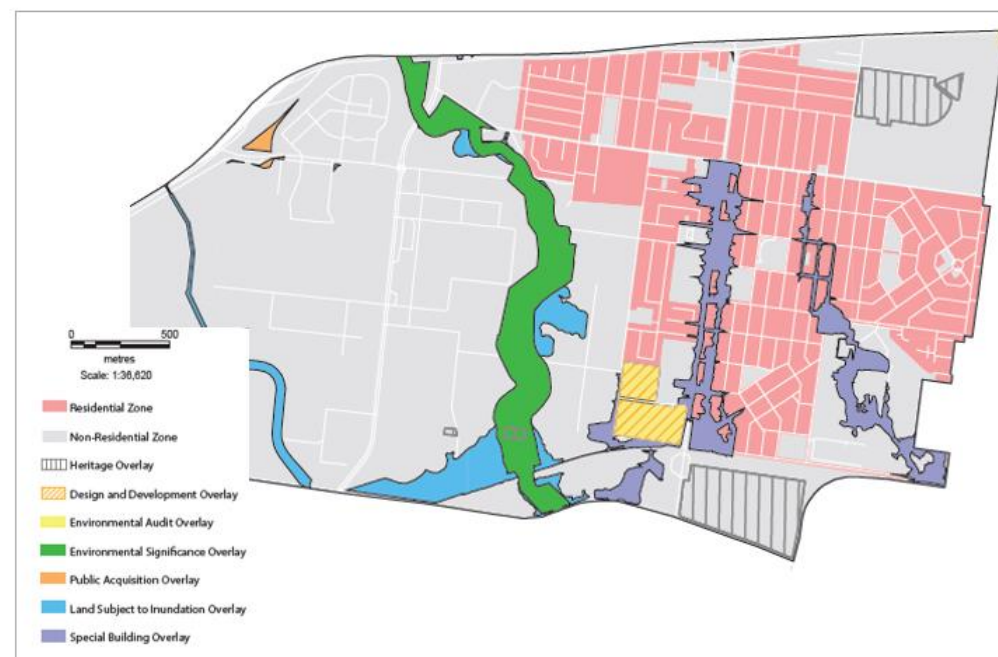 0 500
metres
Scale: 1:36,620
Residential Zone
Non-Residential Zone
Heritage Overlay
Design and Development Overlay
Environmental Audit Overlay
Environmental Significance Overlay
Public Acquisition Overlay
Land Subject to Inundation Overlay
Special Building Overlay